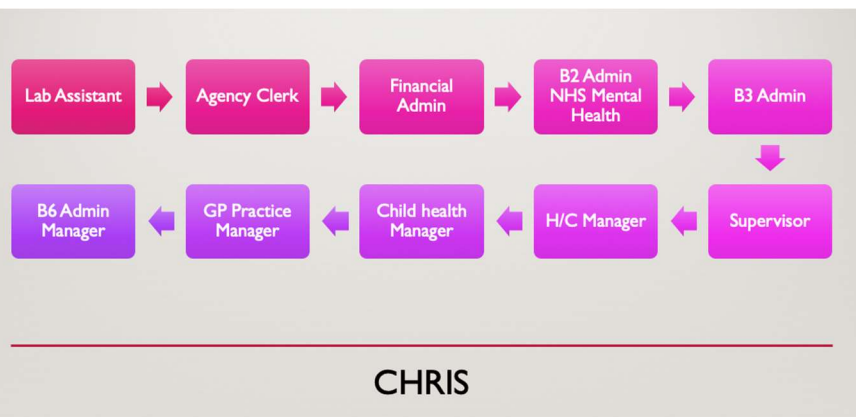 Lab Assistant
Agency Clerk
Financial
Admin
B2 Admin
NHS Mental
Health
B3 Admin
Supervisor
H/C Manager
Child health
Manager
GP Practice
Manager
B6 Admin
Manager
CHRIS